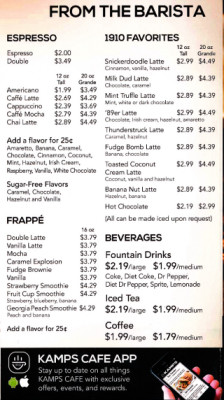 FROM THE BARISTA
ESPRESSO
Espresso $2.00
Double $3.49
12 oz Tall 20 oz Grande
Americano $1.99 $3.49
Caffé Latte $2.69 $4.29
Cappuccino $2.39 $3.69
Caffé Mocha $2.79 $4.39
Chai Latte $2.89 $4.49
Add a flavor for 25¢
Amaretto, Banana, Caramel,
Chocolate, Cinnamon, Coconut,
Mint, Hazelnut, Irish Cream,
Raspberry, Vanilla, White Chocolate
Sugar-Free Flavors
Caramel, Chocolate,
Hazelnut and Vanilla
FRAPPÉ
16 oz
Double Latte $3.79
Vanilla Latte $3.79
Mocha $3.79
Caramel Explosion $3.79
Fudge Brownie $3.79
Vanilla $3.79
Strawberry Smoothie $4.29
Fruit Cup Smoothie $4.29
Strawberry, blueberry, banana
Georgia Peach Smoothie $4.29
Peach and banana
Add a flavor for 25¢
1910 FAVORITES
12 oz Tall 20 oz Grande
Snickerdoodle Latte $2.99 $4.49
Cinnamon, vanilla, hazelnut
Milk Dud Latte $2.89 $4.39
Chocolate, caramel
Mint Truffle Latte $2.89 $4.39
Mint, white or dark chocolate
'89er Latte $2.99 $4.49
Chocolate, Irish cream, hazelnut, amaretto
Thunderstruck Latte $2.89 $4.39
Caramel, hazelnut
Fudge Bomb Latte $2.89 $4.39
Banana, chocolate
Toasted Coconut $2.99 $4.49
Cream Latte
Coconut, vanilla and hazelnut
Banana Nut Latte $2.89 $4.39
Banana, hazelnut
Hot Chocolate $2.19 $2.99
(All can be made iced upon request)
BEVERAGES
Fountain Drinks
$2.19/large $1.99/medium
Coke, Diet Coke, Dr Pepper,
Diet Dr Pepper, Sprite, Lemonade
Iced Tea
$2.19/large $1.99/medium
Coffee
$1.99/large $1.79/medium
KAMPS CAFE APP
Stay up to date on all things
KAMPS CAFE with exclusive
offers, events, and rewards.